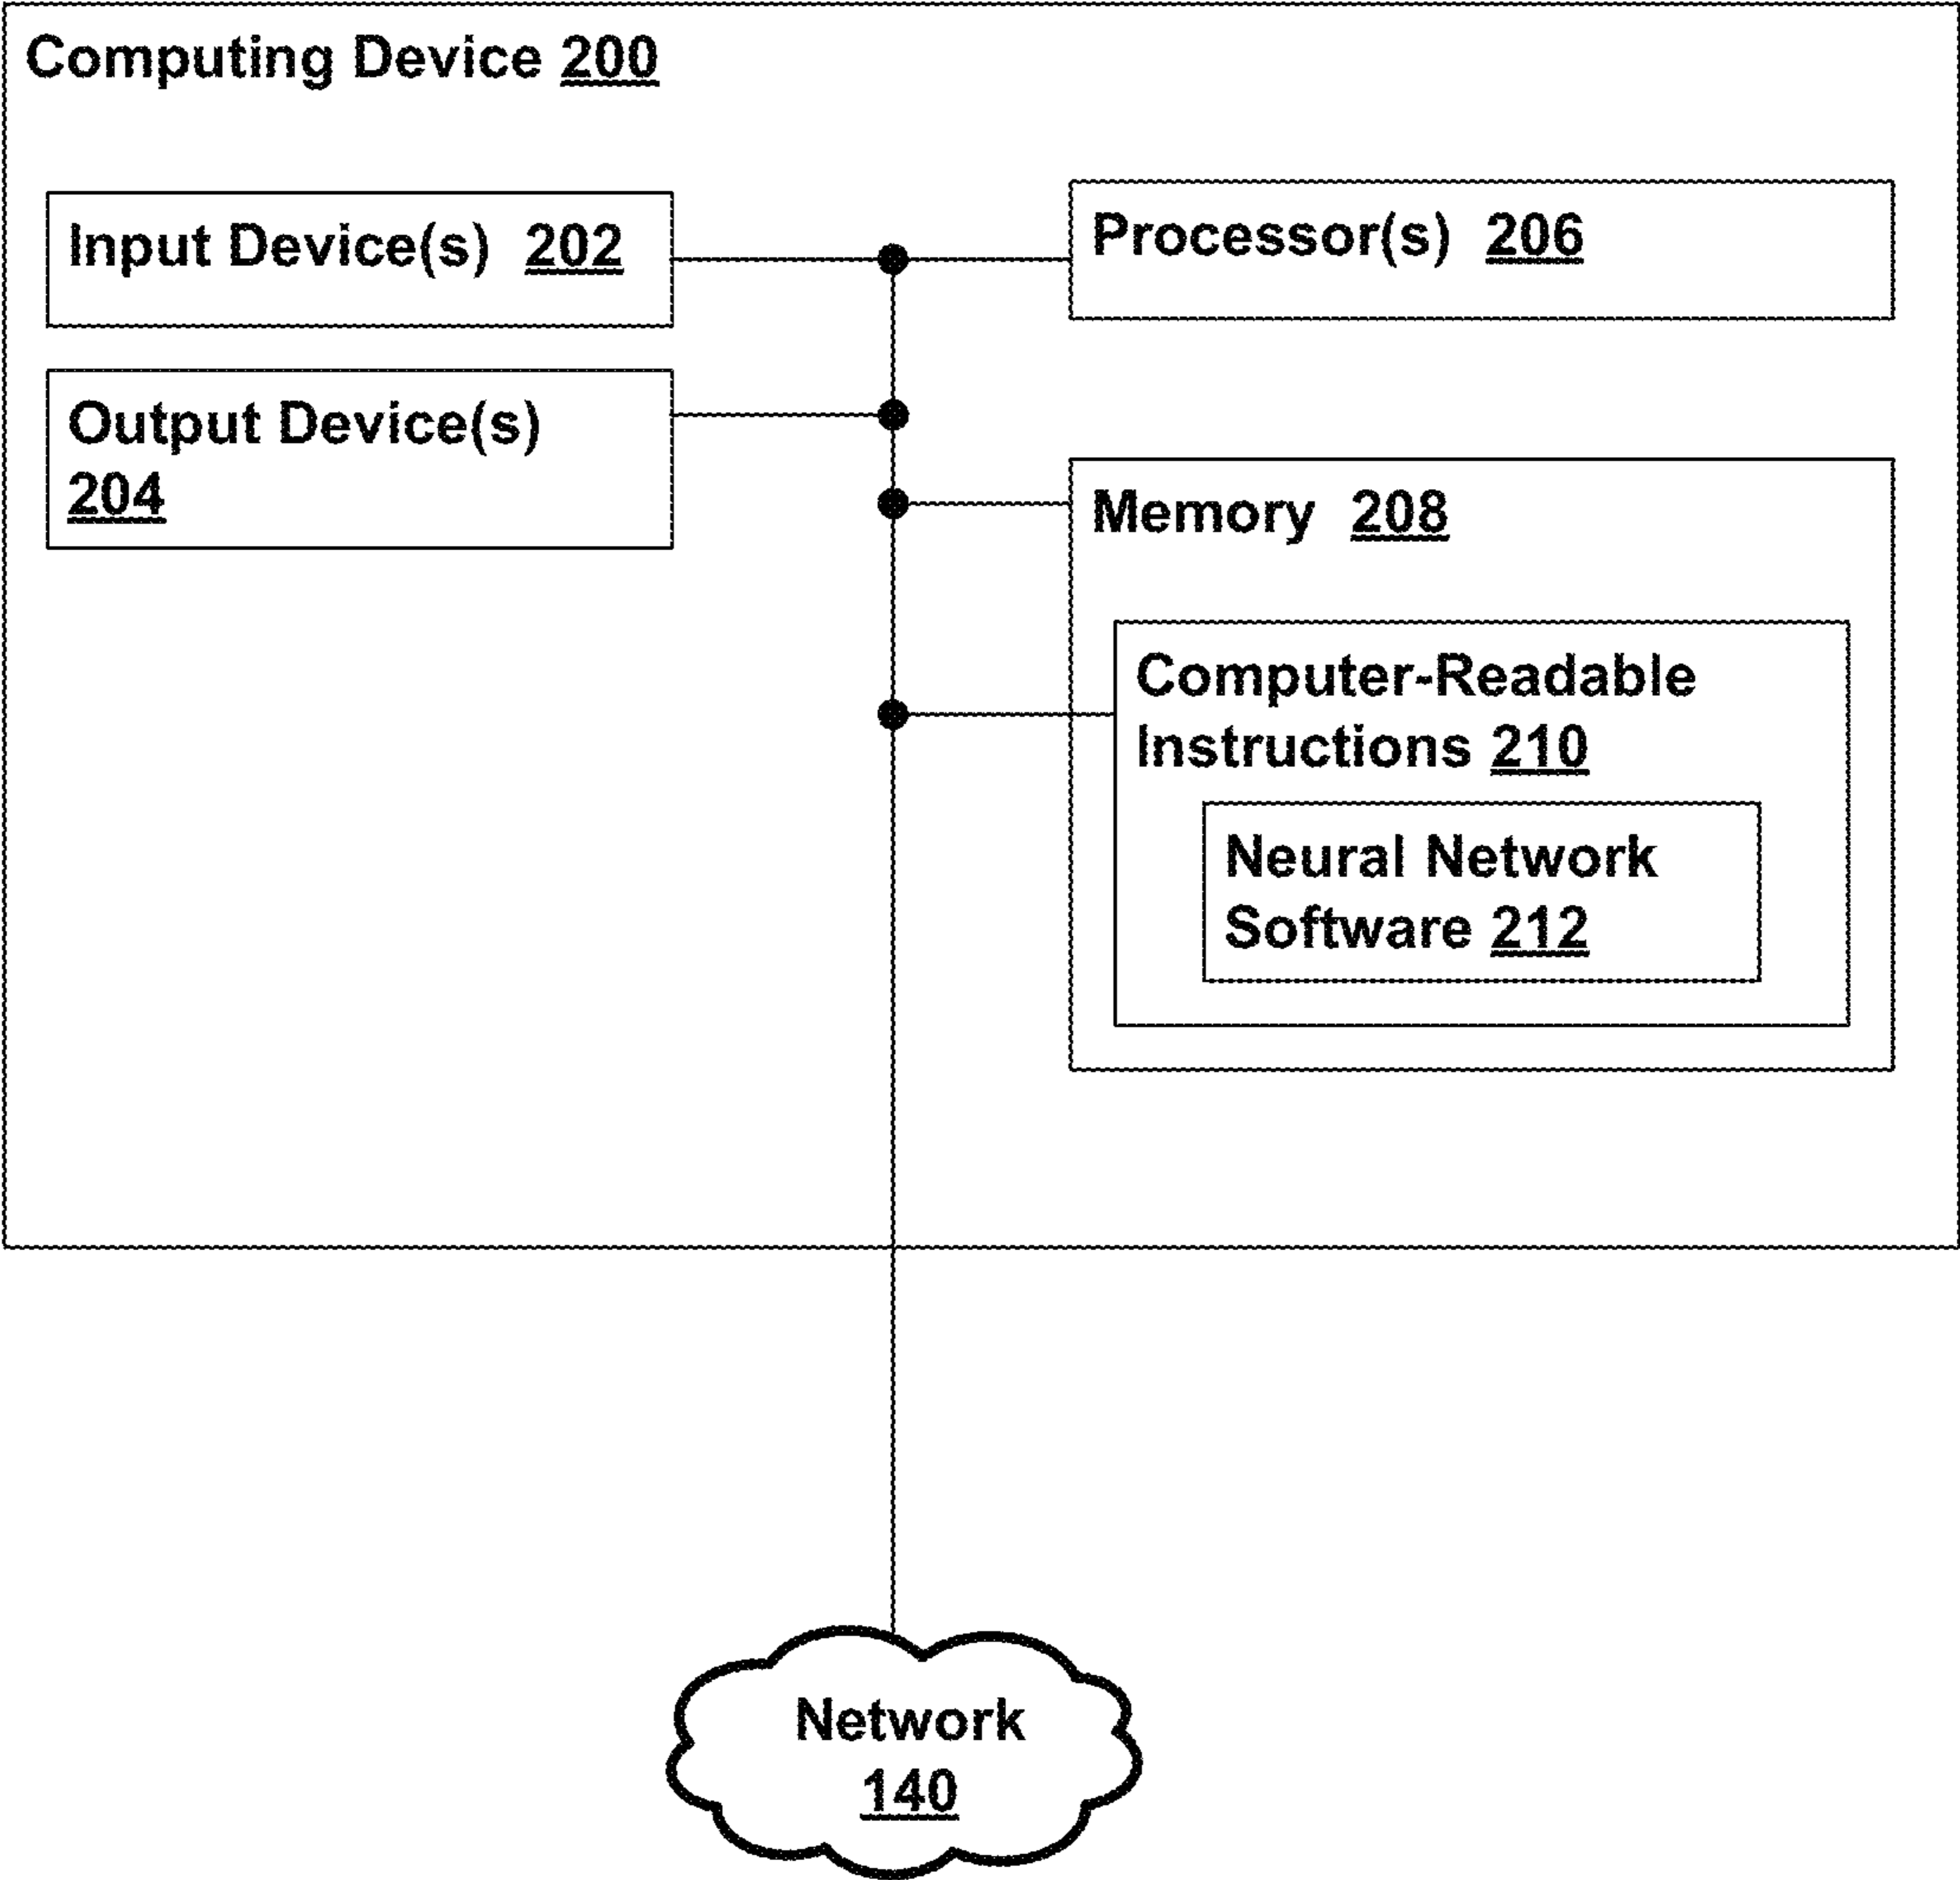 Computing Device 200
Input Device(s) 202
Processor(s) 206
Output Device(s)
204
Memory 208
Computer-Readable
Instructions 210
Neural Network
Software 212
Network
140